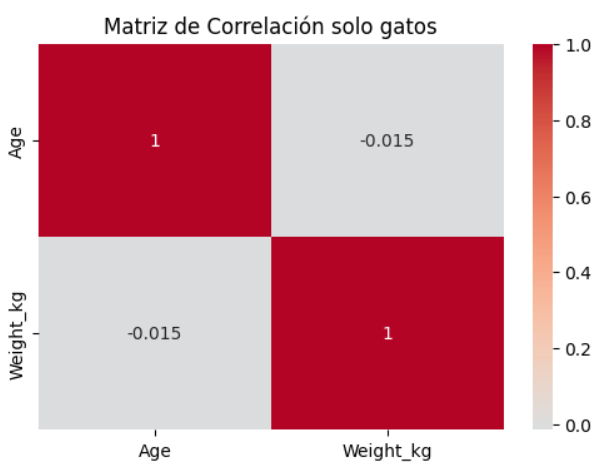 Matriz de Correlación solo gatos
Age
1
-0.015
Weight_kg
-0.015
1
Age
Weight_kg
1.0
0.8
0.6
0.4
0.2
0.0